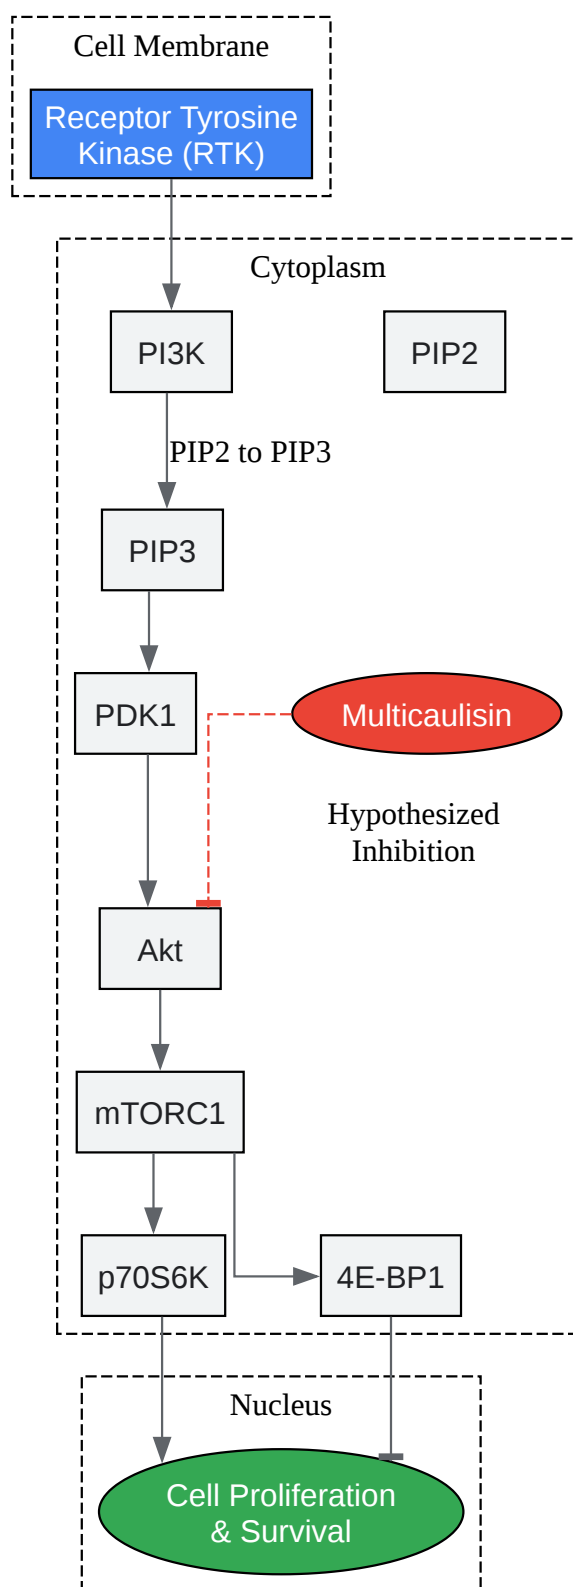 Cell Membrane
Receptor Tyrosine
Kinase (RTK)
Cytoplasm
PI3K
PIP2
PIP2 to PIP3
PIP3
PDK1
Multicaulisin
Hypothesized
Inhibition
Akt
mTORC1
p70S6K
4E-BP1
Nucleus
Cell Proliferation
& Survival